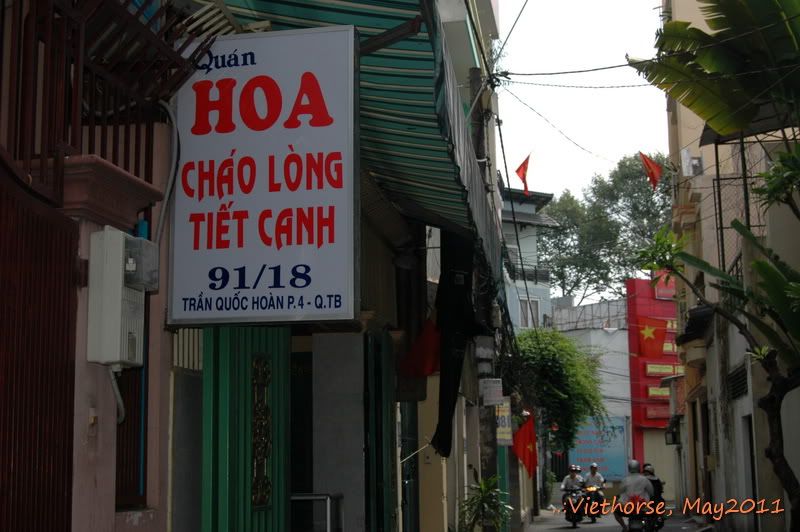 Quán
HOA
CHÁO LÒNG
TIẾT CANH
91/18
TRẦN QUỐC HOÀN P.4 - Q.TB
.:Viethorse, May2011